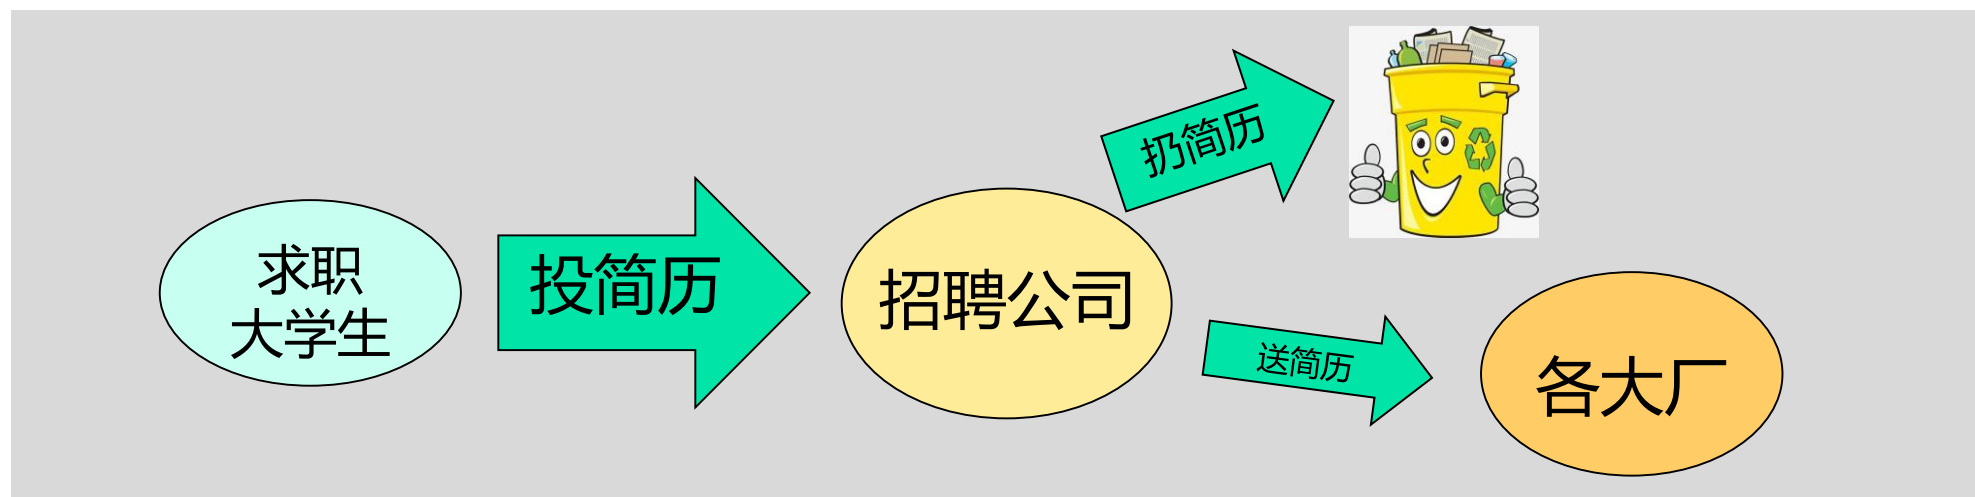 求职
大学生
投简历
招聘公司
扔简历
送简历
各大厂